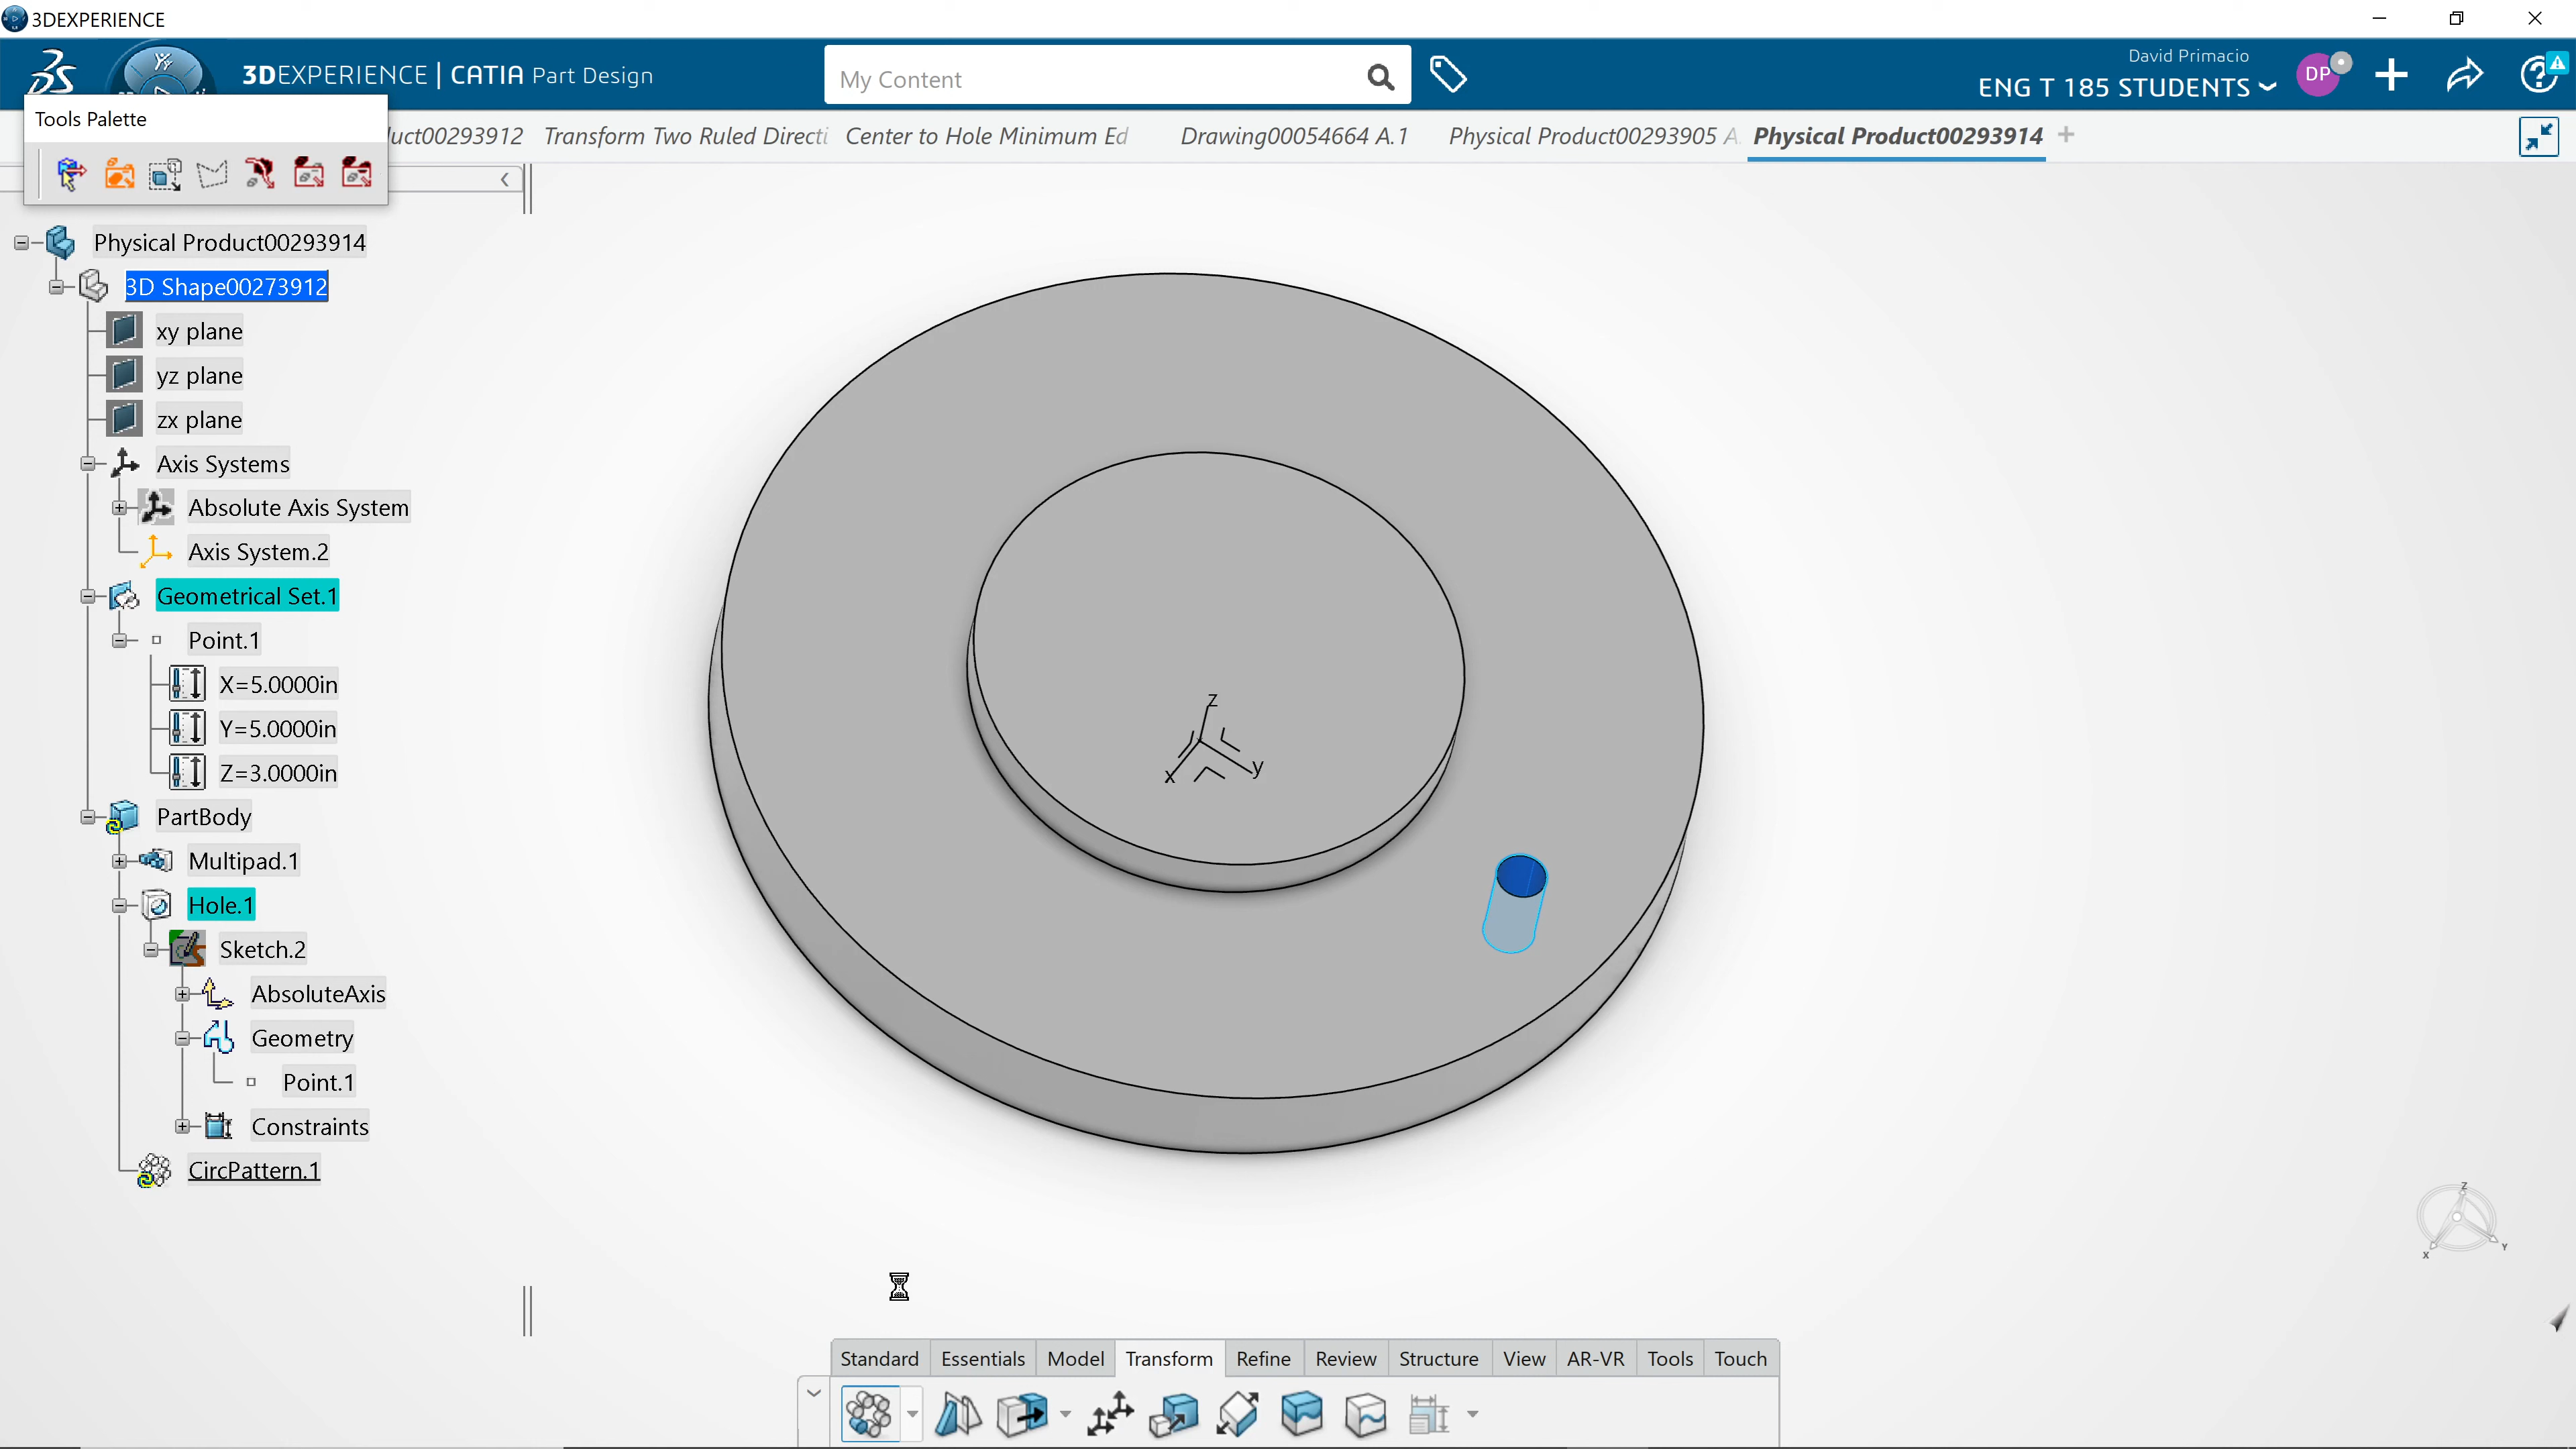 3DEXPERIENCE
3DEXPERIENCE | CATIA Part Design
My Content
David Primacio
ENG T 185 STUDENTS
DP
Tools Palette
uct00293912
Transform Two Ruled Directi
Center to Hole Minimum Ed
Drawing00054664 A.1
Physical Product00293905 A
Physical Product00293914
Physical Product00293914
3D Shape00273912
xy plane
yz plane
zx plane
Axis Systems
Absolute Axis System
Axis System.2
Geometrical Set.1
Point.1
X=5.0000in
Y=5.0000in
Z=3.0000in
PartBody
Multipad.1
Hole.1
Sketch.2
AbsoluteAxis
Geometry
Point.1
Constraints
CircPattern.1
z
x
y
Z
X
Y
Standard
Essentials
Model
Transform
Refine
Review
Structure
View
AR-VR
Tools
Touch